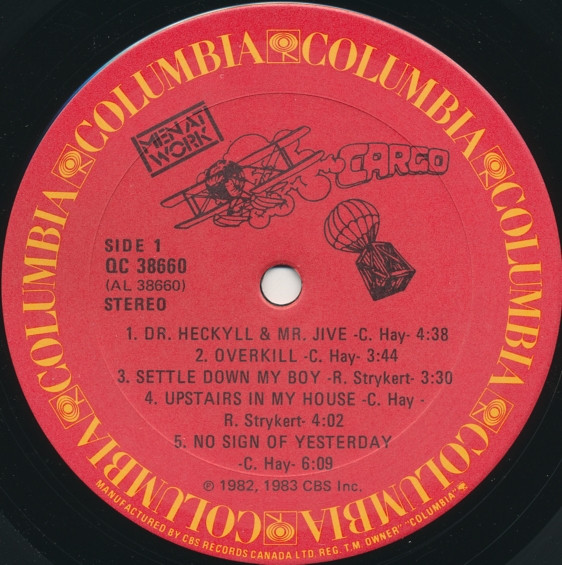 COLUMBIA COLUMBIA COLUMBIA COLUMBIA COLUMBIA COLUMBIA COLUMBIA COLUMBIA
MEN AT
WORK
CARGO
SIDE 1
QC 38660
(AL 38660)
STEREO
1. DR. HECKYLL & MR. JIVE -C. Hay- 4:38
2. OVERKILL -C. Hay- 3:44
3. SETTLE DOWN MY BOY -R. Strykert- 3:30
4. UPSTAIRS IN MY HOUSE -C. Hay -
R. Strykert- 4:02
5. NO SIGN OF YESTERDAY
-C. Hay- 6:09
℗ 1982, 1983 CBS Inc.
MANUFACTURED BY CBS RECORDS CANADA LTD. REG. T.M. OWNER "COLUMBIA",